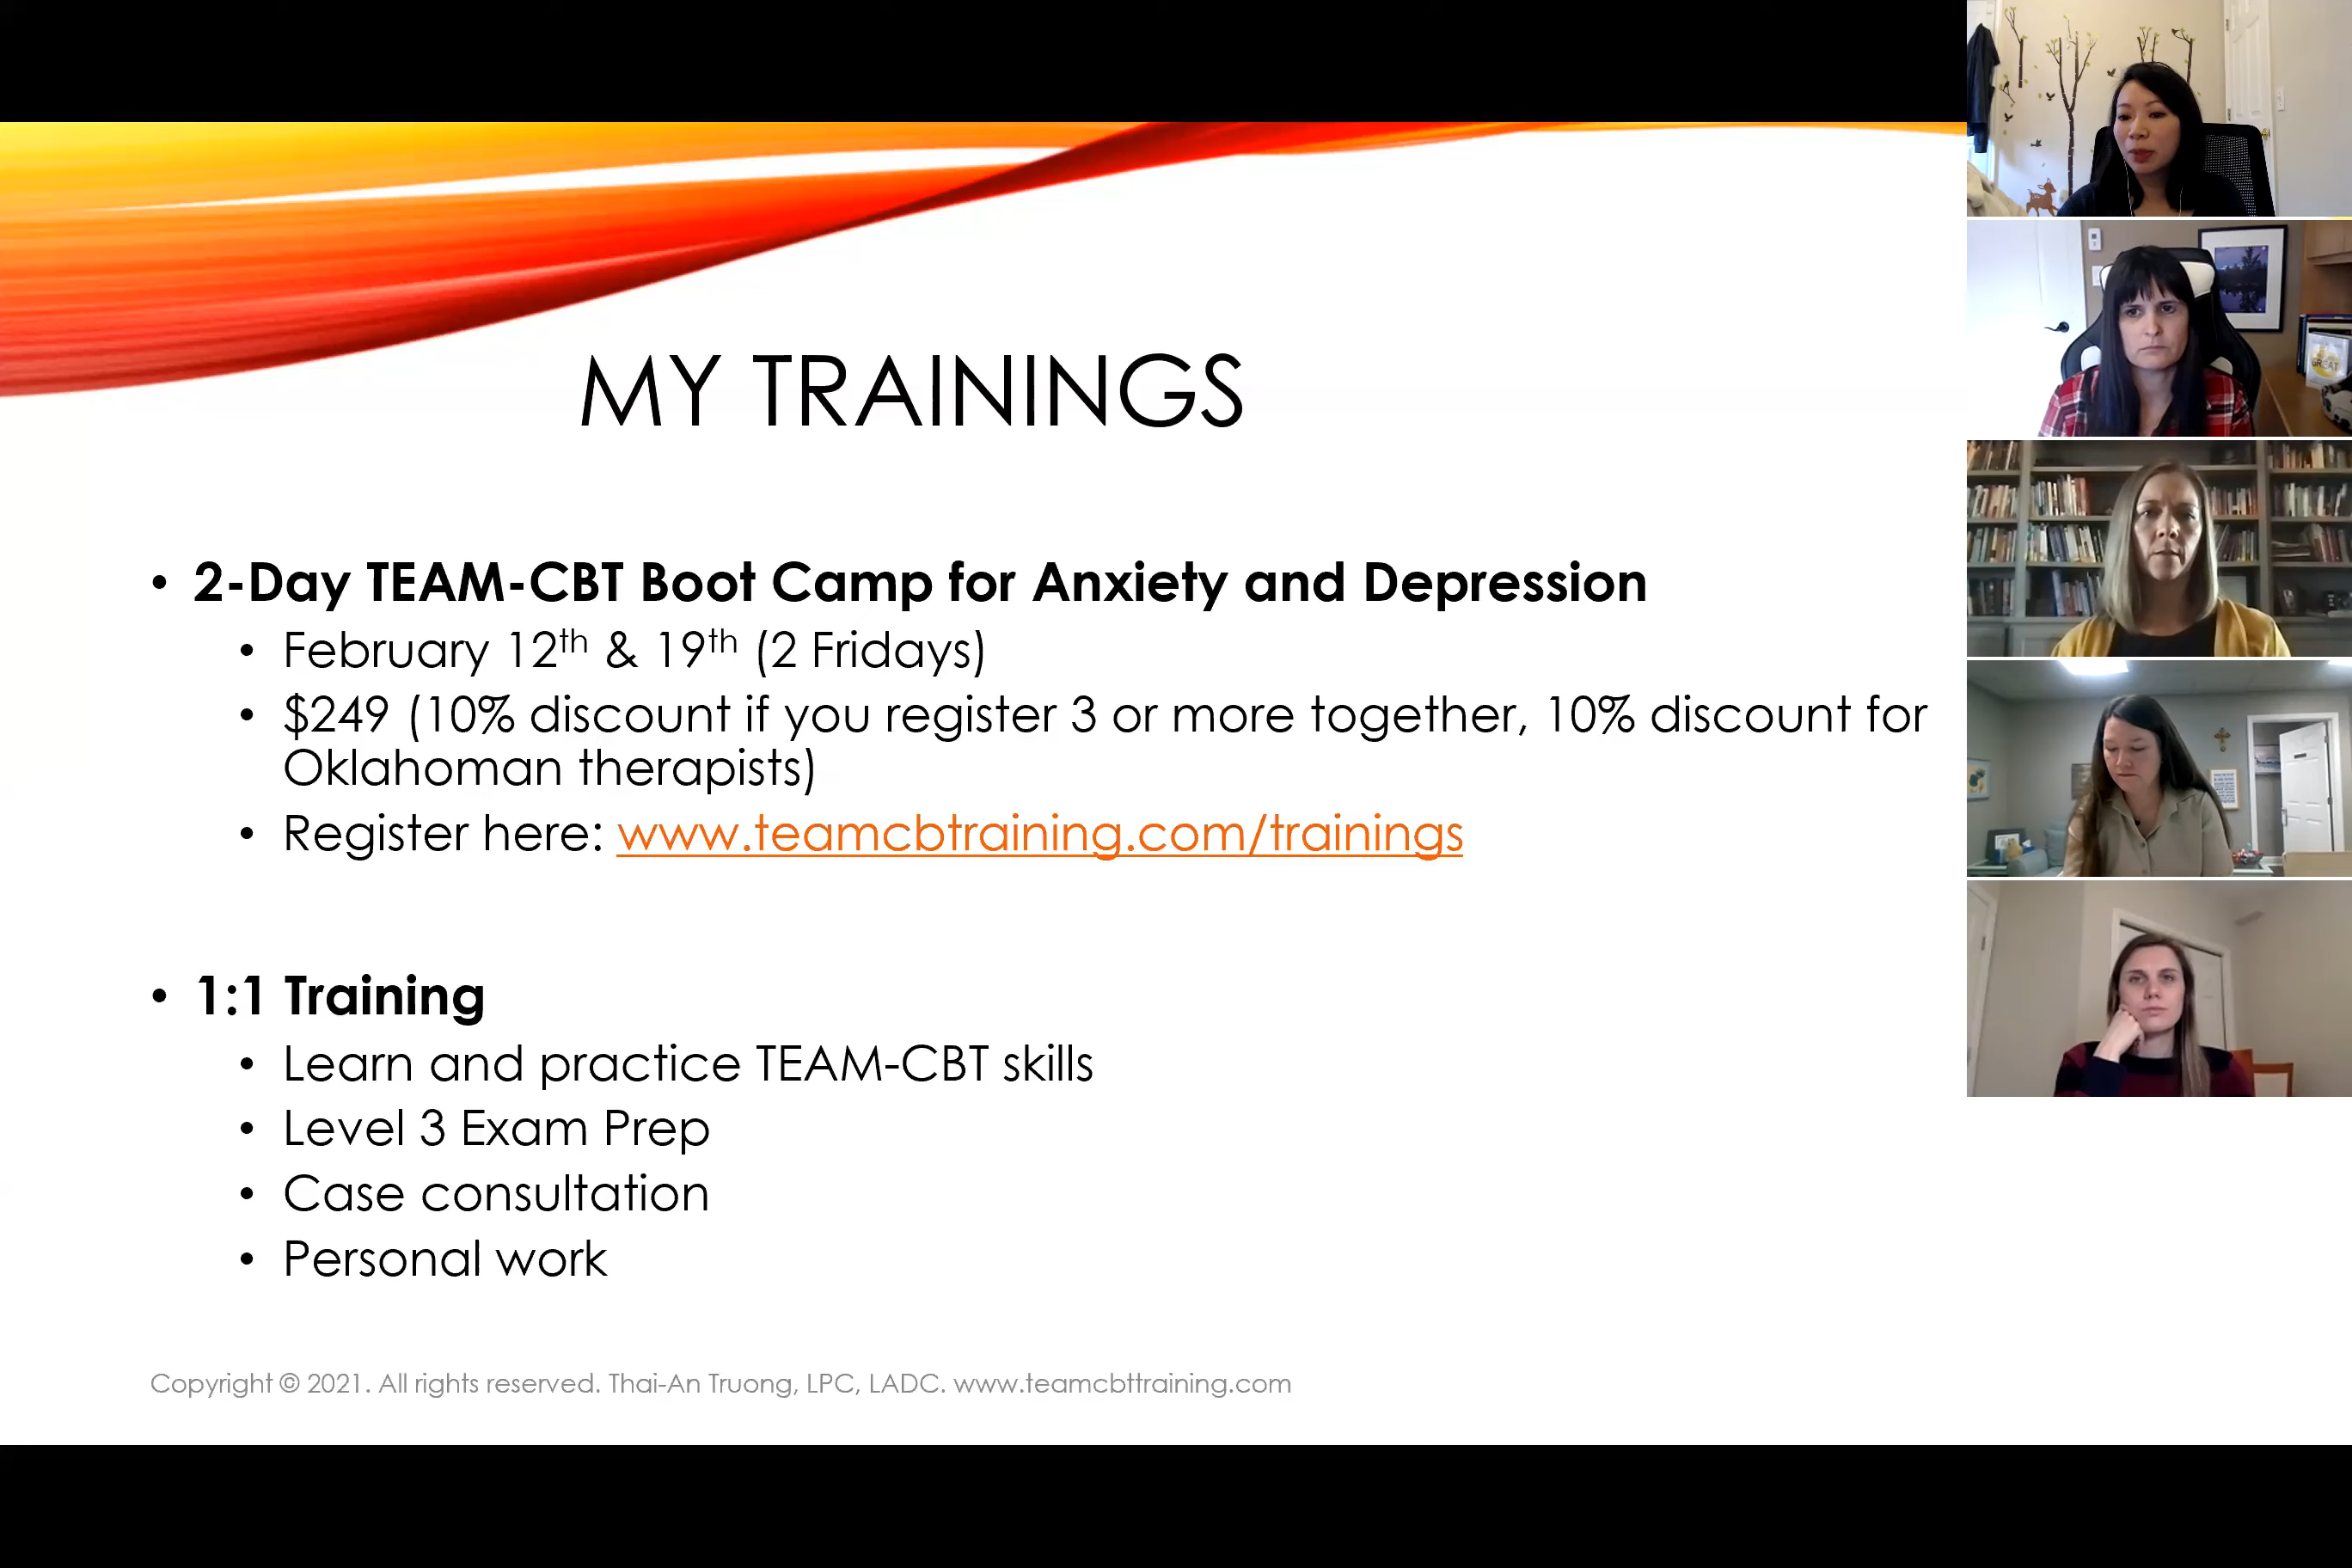 MY TRAININGS
• 2-Day TEAM-CBT Boot Camp for Anxiety and Depression
• February 12th & 19th (2 Fridays)
• $249 (10% discount if you register 3 or more together, 10% discount for
Oklahoman therapists)
• Register here: www.teamcbtraining.com/trainings
• 1:1 Training
• Learn and practice TEAM-CBT skills
• Level 3 Exam Prep
• Case consultation
• Personal work
Copyright © 2021. All rights reserved. Thai-An Truong, LPC, LADC. www.teamcbttraining.com
GREAT